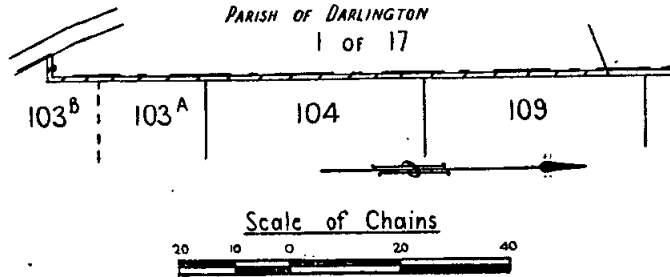 PARISH OF DARLINGTON
1 OF 17
103ᴮ 103ᴬ 104 109
Scale of Chains
20 10 0 20 40